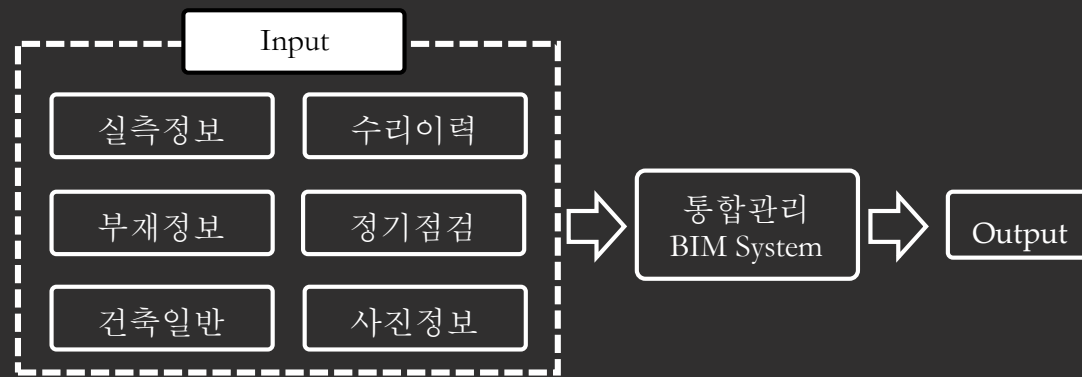 Input
실측정보
수리이력
부재정보
정기점검
건축일반
사진정보
통합관리
BIM System
Output